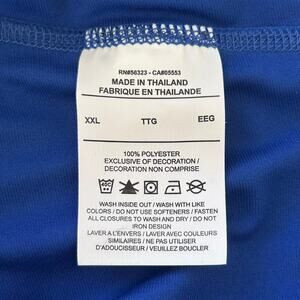 RN#56323 - CA#05553
MADE IN THAILAND
FABRIQUE EN THAILANDE
XXL TTG EEG
100% POLYESTER
EXCLUSIVE OF DECORATION /
DECORATION NON COMPRISE
WASH INSIDE OUT / WASH WITH LIKE
COLORS / DO NOT USE SOFTENERS / FASTEN
ALL CLOSURES TO WASH AND DRY / DO NOT
IRON DESIGN
LAVER A L'ENVERS / LAVER AVEC COULEURS
SIMILAIRES / NE PAS UTILISER
D'ADOUCISSEUR / VEUILLEZ BOUCLER